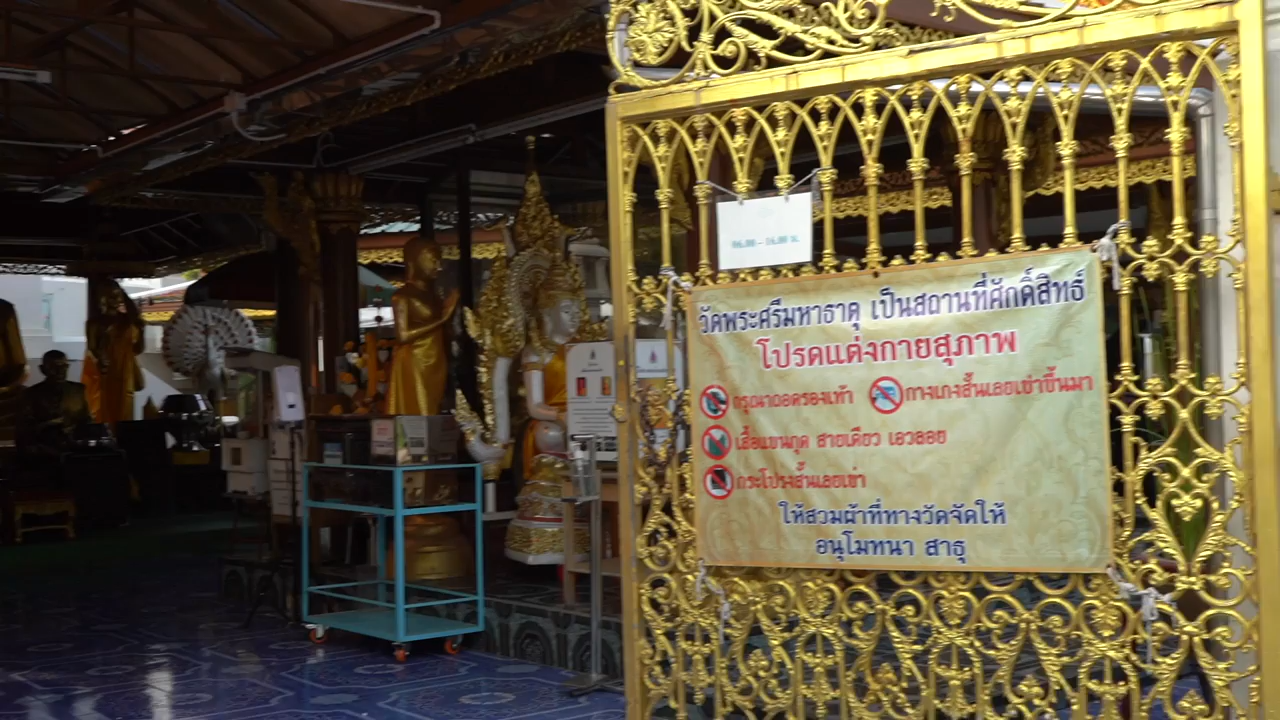 06.00 - 16.00 น.
วัดพระศรีมหาธาตุ เป็นสถานที่ศักดิ์สิทธ์
โปรดแต่งกายสุภาพ
กรุณาถอดรองเท้า กางเกงสั้นเลยเข่าขึ้นมา
เสื้อแขนกุด สายเดียว เอวลอย
กระโปรงสั้นเลยเข่า
ให้สวมผ้าที่ทางวัดจัดให้
อนุโมทนา สาธุ